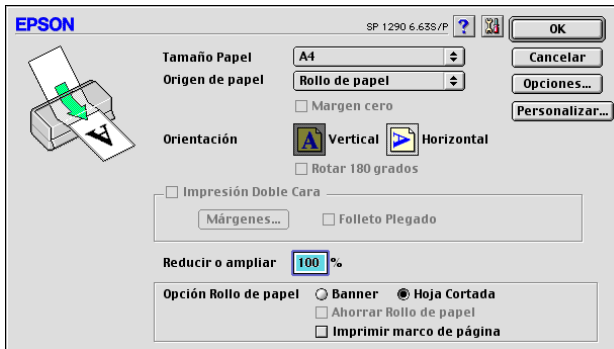 EPSON
SP 1290 6.63S/P
?
OK
Tamaño Papel
A4
Cancelar
Origen de papel
Rollo de papel
Opciones...
Margen cero
Personalizar...
Orientación
A Vertical A Horizontal
Rotar 180 grados
Impresión Doble Cara
Márgenes...
Folleto Plegado
Reducir o ampliar
100 %
Opción Rollo de papel
Banner
Hoja Cortada
Ahorrar Rollo de papel
Imprimir marco de página
A